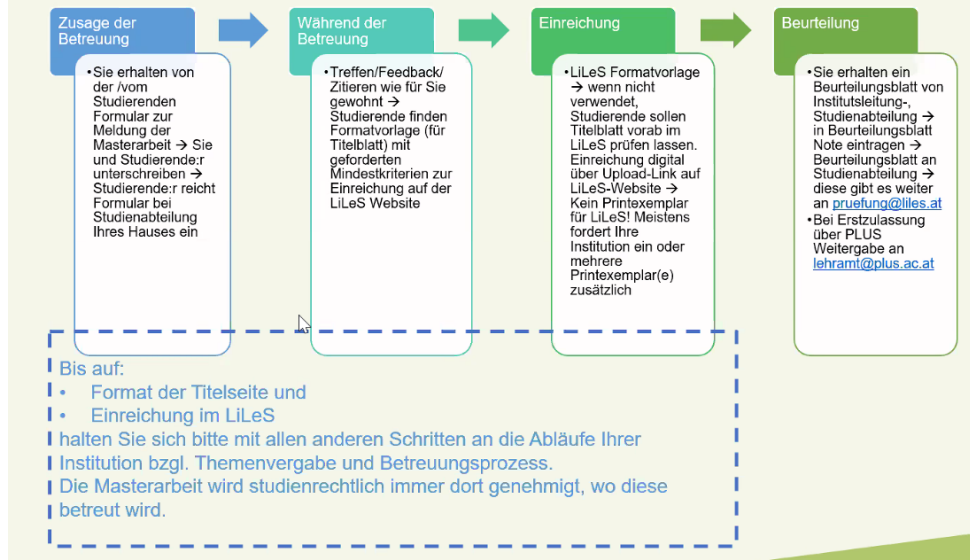 Zusage der
Betreuung
•Sie erhalten von
der /vom
Studierenden
Formular zur
Meldung der
Masterarbeit → Sie
und Studierende:r
unterschreiben →
Studierende:r reicht
Formular bei
Studienabteilung
Ihres Hauses ein
Während der
Betreuung
•Treffen/Feedback/
Zitieren wie für Sie
gewohnt →
Studierende finden
Formatvorlage (für
Titelblatt) mit
geforderten
Mindestkriterien zur
Einreichung auf der
LiLeS Website
Einreichung
•LiLeS Formatvorlage
→ wenn nicht
verwendet,
Studierende sollen
Titelblatt vorab im
LiLeS prüfen lassen.
Einreichung digital
über Upload-Link auf
LiLeS-Website →
Kein Printexemplar
für LiLeS! Meistens
fordert Ihre
Institution ein oder
mehrere
Printexemplar(e)
zusätzlich
Beurteilung
•Sie erhalten ein
Beurteilungsblatt von
Institutsleitung-,
Studienabteilung →
in Beurteilungsblatt
Note eintragen →
Beurteilungsblatt an
Studienabteilung →
diese gibt es weiter
an pruefung@liles.at
•Bei Erstzulassung
über PLUS
Weitergabe an
lehramt@plus.ac.at
Bis auf:
• Format der Titelseite und
• Einreichung im LiLeS
halten Sie sich bitte mit allen anderen Schritten an die Abläufe Ihrer
Institution bzgl. Themenvergabe und Betreuungsprozess.
Die Masterarbeit wird studienrechtlich immer dort genehmigt, wo diese
betreut wird.